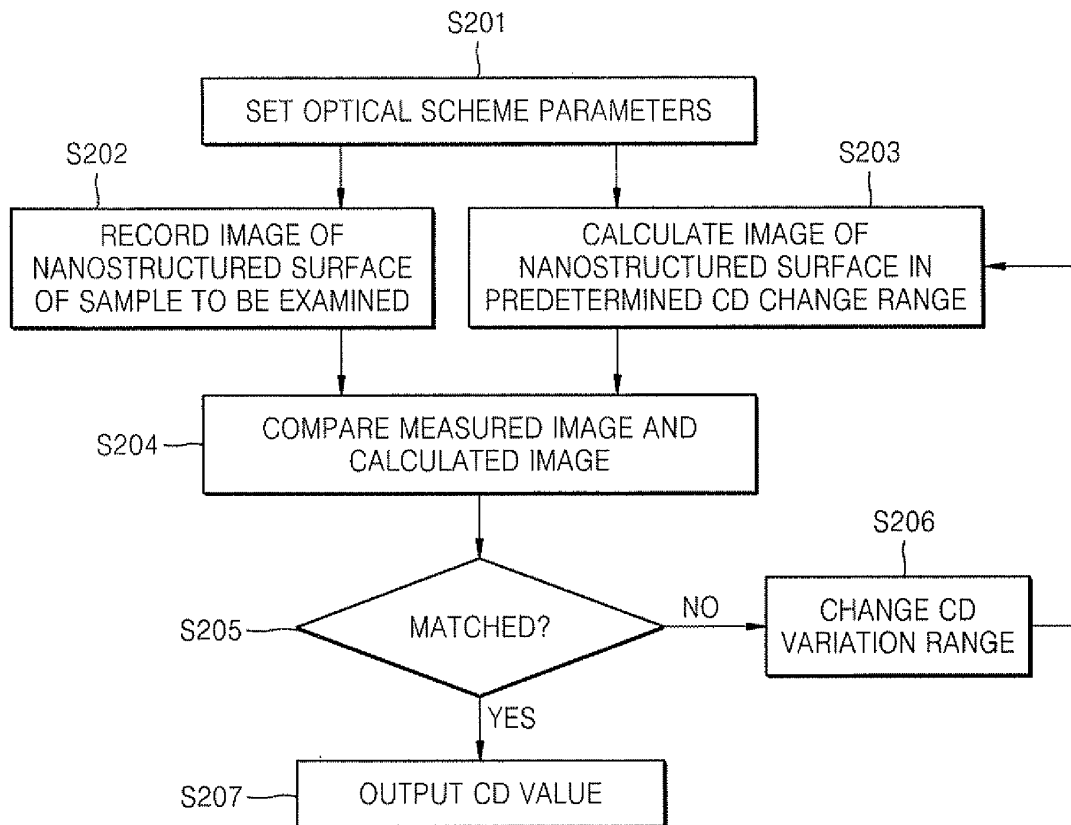 S201
SET OPTICAL SCHEME PARAMETERS
S202
RECORD IMAGE OF
NANOSTRUCTURED SURFACE
OF SAMPLE TO BE EXAMINED
S203
CALCULATE IMAGE OF
NANOSTRUCTURED SURFACE IN
PREDETERMINED CD CHANGE RANGE
S204
COMPARE MEASURED IMAGE AND
CALCULATED IMAGE
S205
MATCHED?
NO
S206
CHANGE CD
VARIATION RANGE
YES
S207
OUTPUT CD VALUE